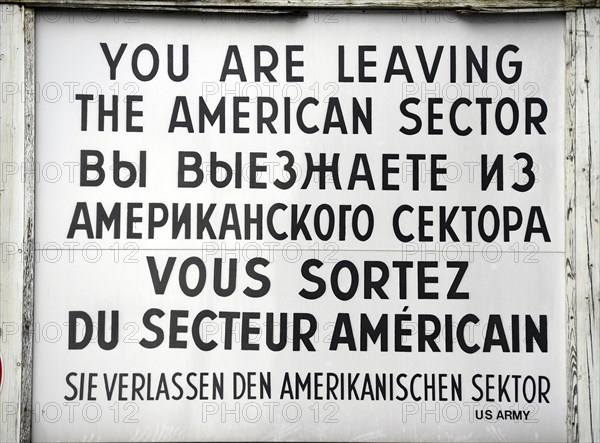 YOU ARE LEAVING
THE AMERICAN SECTOR
ВЫ ВЫЕЗЖАЕТЕ ИЗ
АМЕРИКАНСКОГО СЕКТОРА
VOUS SORTEZ
DU SECTEUR AMÉRICAIN
SIE VERLASSEN DEN AMERIKANISCHEN SEKTOR
US ARMY